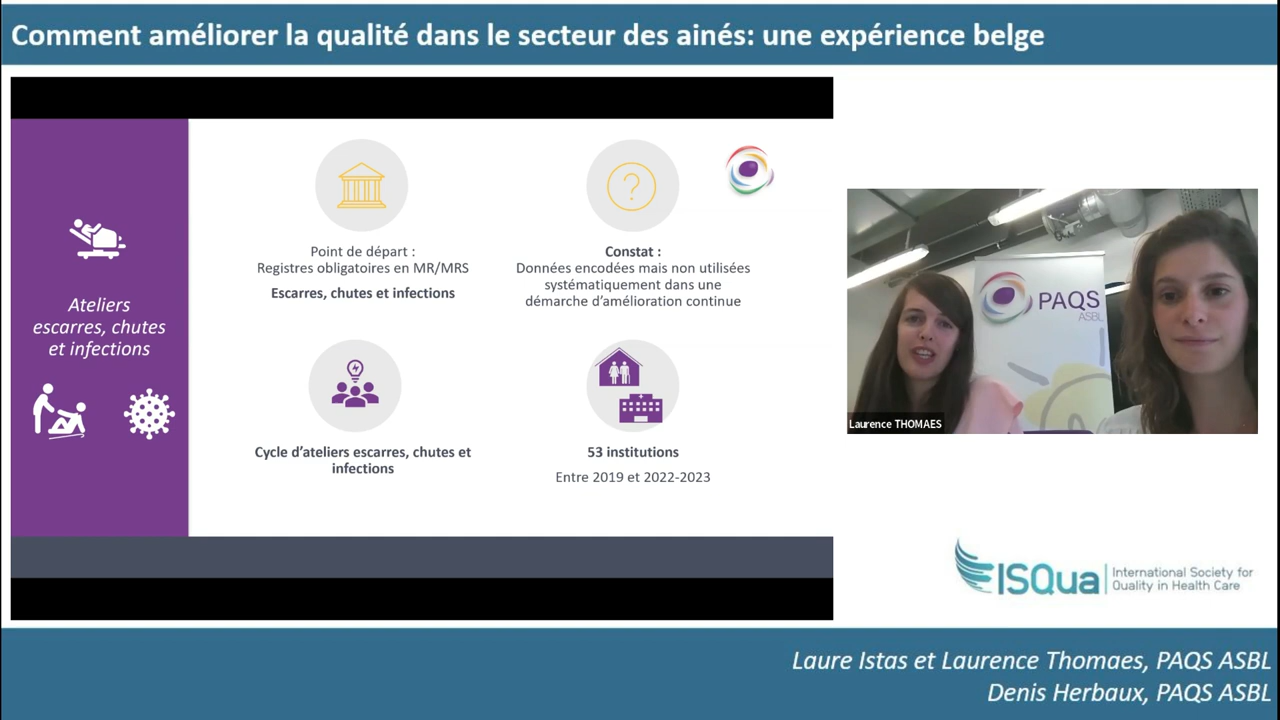 Comment améliorer la qualité dans le secteur des ainés: une expérience belge
Ateliers
escarres, chutes
et infections
Point de départ :
Registres obligatoires en MR/MRS
Escarres, chutes et infections
?
Constat :
Données encodées mais non utilisées
systématiquement dans une
démarche d'amélioration continue
Cycle d'ateliers escarres, chutes et
infections
53 institutions
Entre 2019 et 2022-2023
PAQS
ASBL
Laurence THOMAES
ISQua
International Society for
Quality in Health Care
Laure Istas et Laurence Thomaes, PAQS ASBL
Denis Herbaux, PAQS ASBL